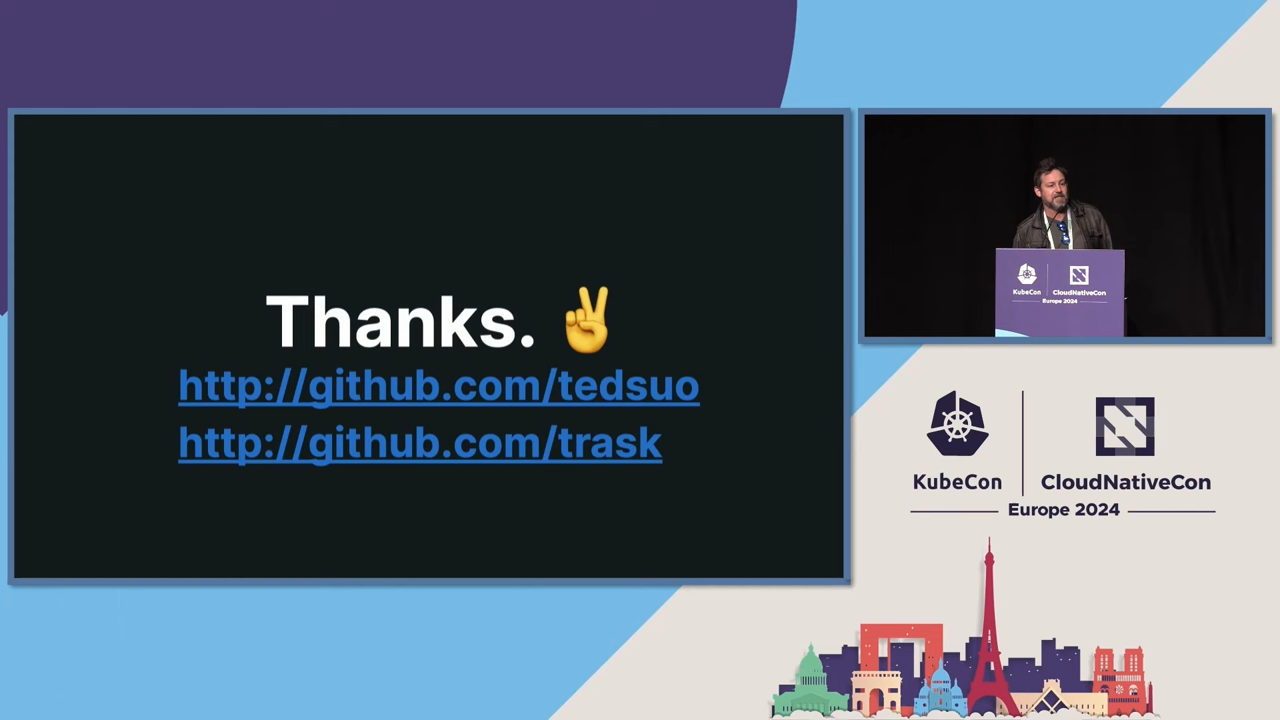 Thanks. ✌️
http://github.com/tedsuo
http://github.com/trask
KubeCon
CloudNativeCon
Europe 2024
KubeCon
CloudNativeCon
Europe 2024